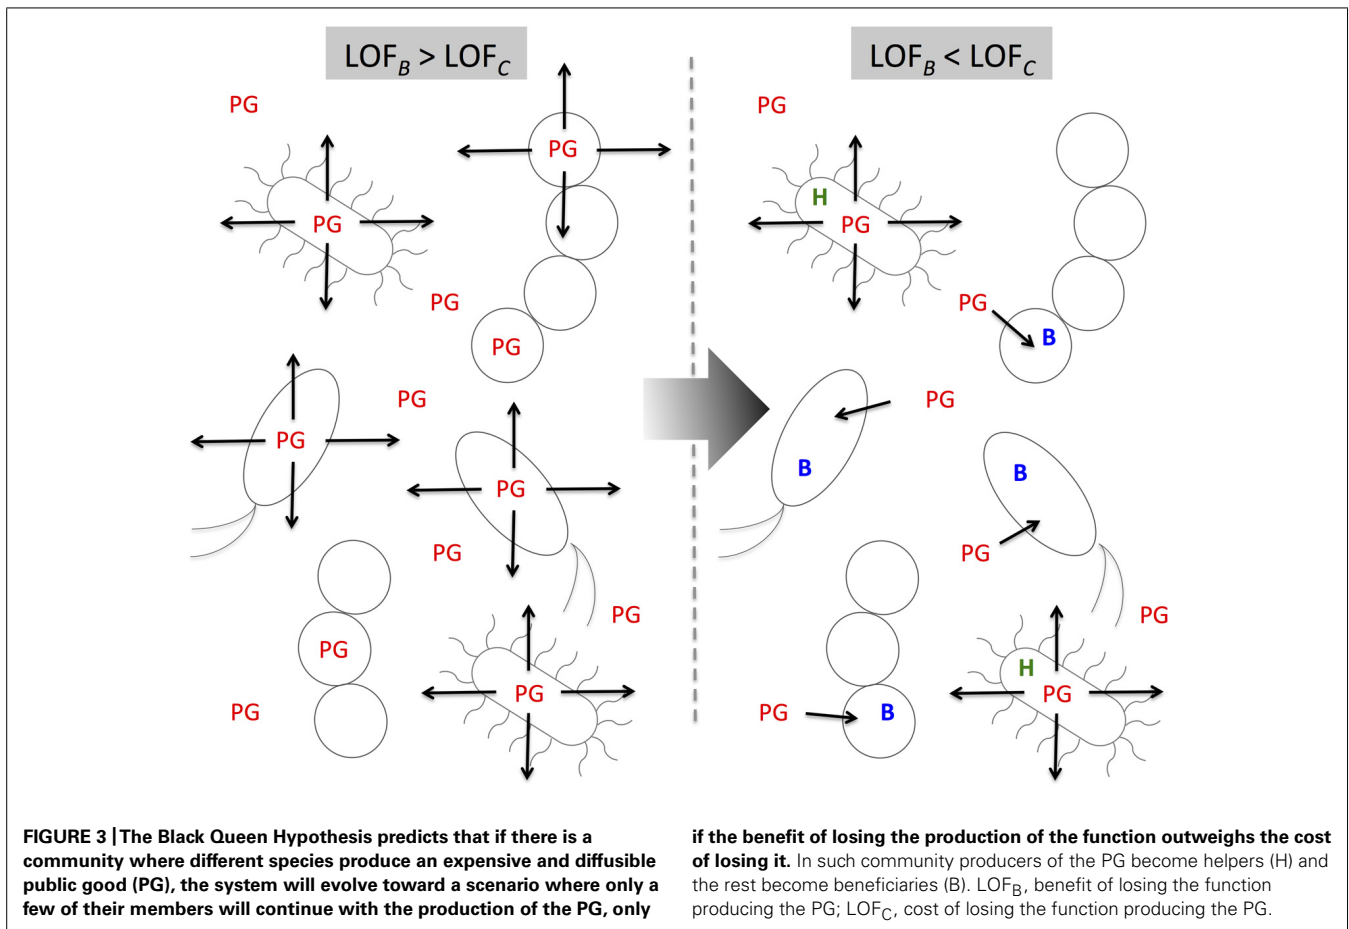 LOF_B > LOF_C
PG
PG
PG
PG
PG
PG
PG
PG
PG
PG
PG
PG
PG
PG
LOF_B < LOF_C
PG
H
PG
PG
B
PG
B
B
PG
PG
H
PG
PG
B
FIGURE 3 | The Black Queen Hypothesis predicts that if there is a
community where different species produce an expensive and diffusible
public good (PG), the system will evolve toward a scenario where only a
few of their members will continue with the production of the PG, only
if the benefit of losing the production of the function outweighs the cost
of losing it. In such community producers of the PG become helpers (H) and
the rest become beneficiaries (B). LOF_B, benefit of losing the function
producing the PG; LOF_C, cost of losing the function producing the PG.